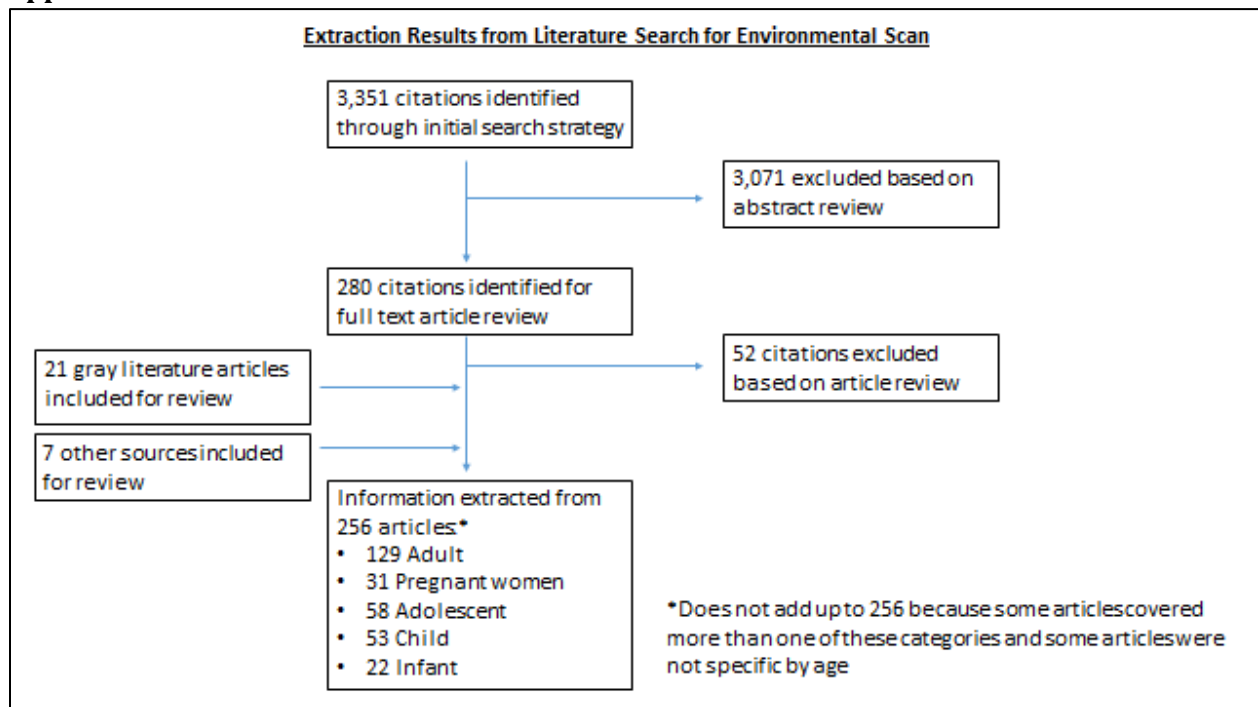 Extraction Results from Literature Search for Environmental Scan
3,351 citations identified
through initial search strategy
3,071 excluded based on
abstract review
280 citations identified for
full text article review
52 citations excluded
based on article review
21 gray literature articles
included for review
7 other sources included
for review
Information extracted from
256 articles:*
• 129 Adult
• 31 Pregnant women
• 58 Adolescent
• 53 Child
• 22 Infant
*Does not add up to 256 because some articles covered
more than one of these categories and some articles were
not specific by age